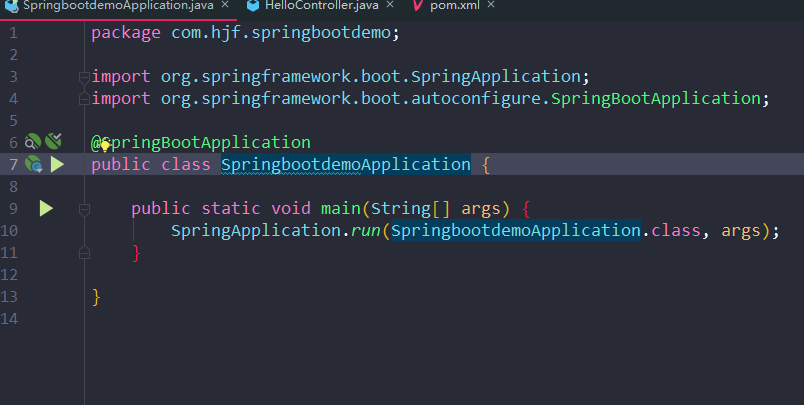 SpringbootdemoApplication.java × HelloController.java × pom.xml ×
1 package com.hjf.springbootdemo;
2
3 import org.springframework.boot.SpringApplication;
4 import org.springframework.boot.autoconfigure.SpringBootApplication;
5
6 @SpringBootApplication
7 public class SpringbootdemoApplication {
8
9 public static void main(String[] args) {
10 SpringApplication.run(SpringbootdemoApplication.class, args);
11 }
12
13 }
14